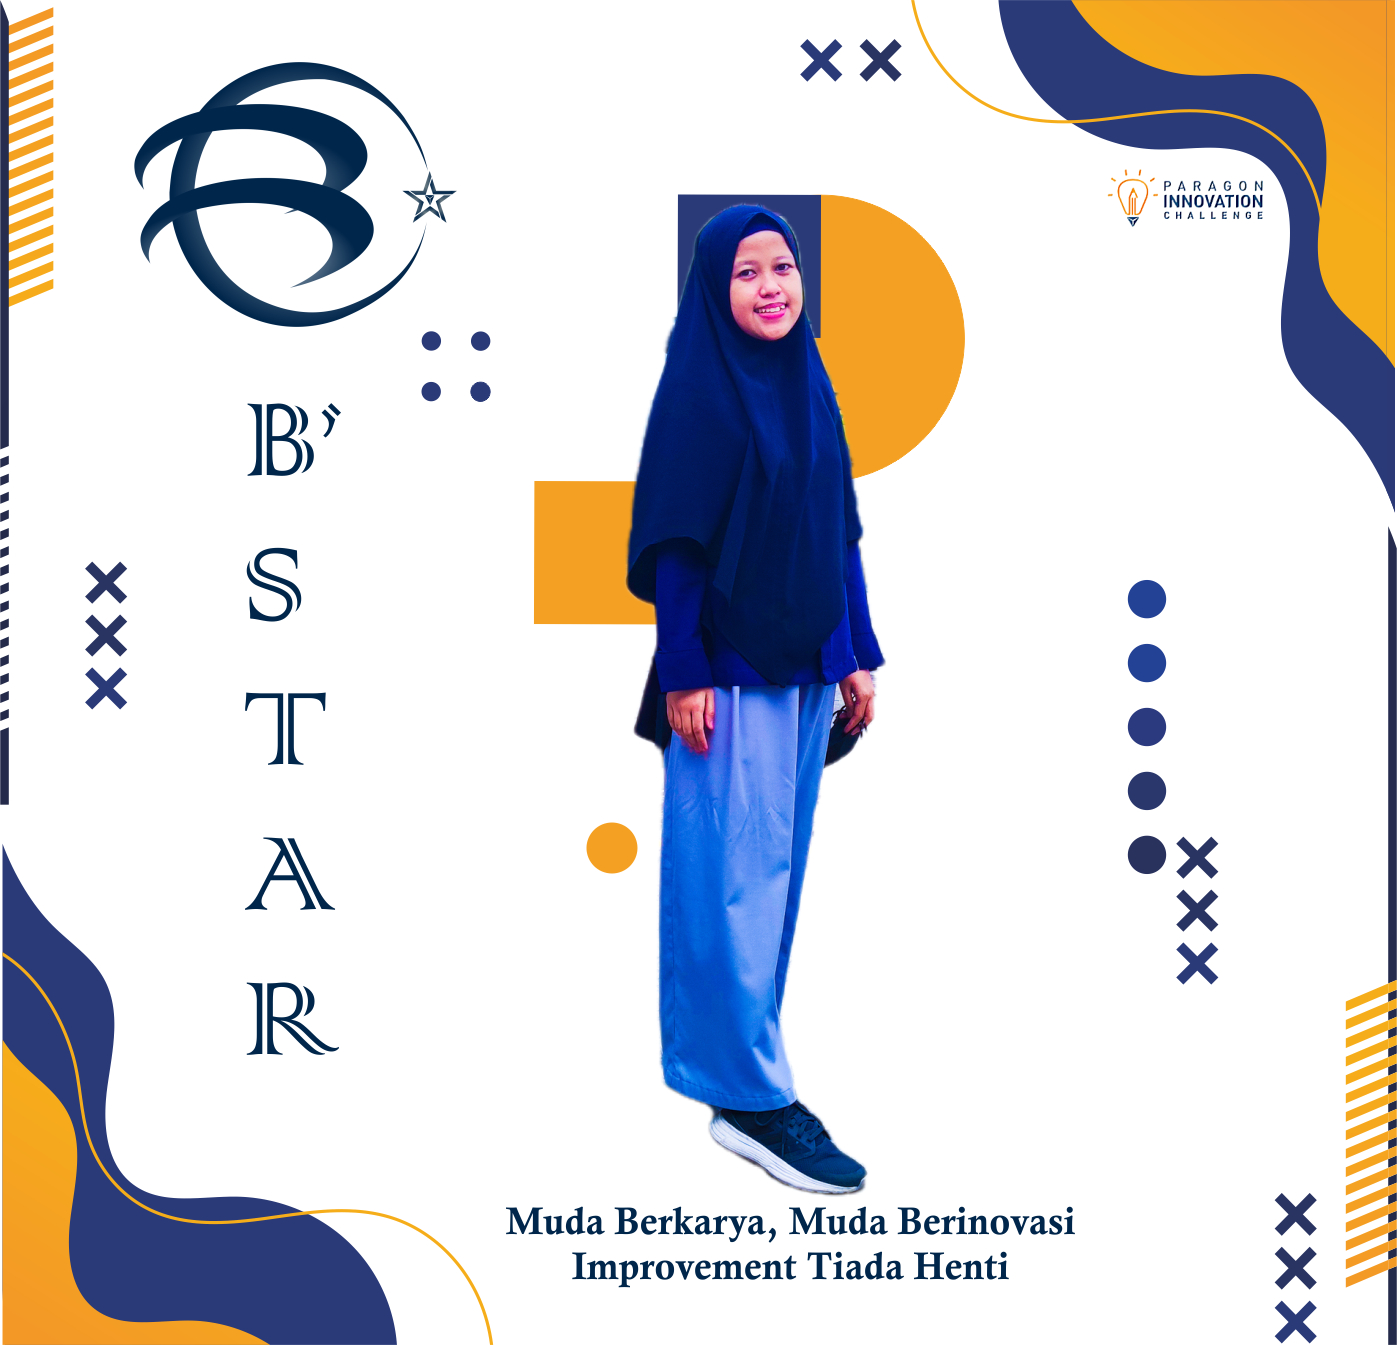 B'
S
T
A
R
PARAGON
INNOVATION
CHALLENGE
Muda Berkarya, Muda Berinovasi
Improvement Tiada Henti